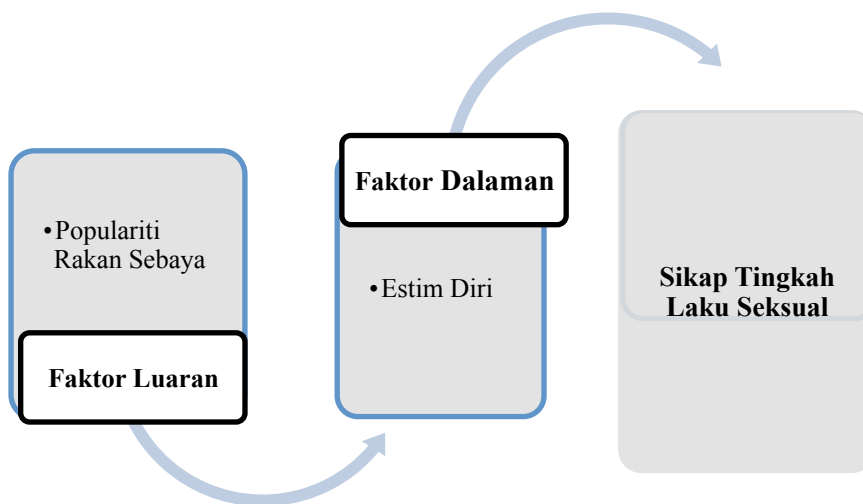 •Populariti
Rakan Sebaya
Faktor Luaran
Faktor Dalaman
•Estim Diri
Sikap Tingkah
Laku Seksual